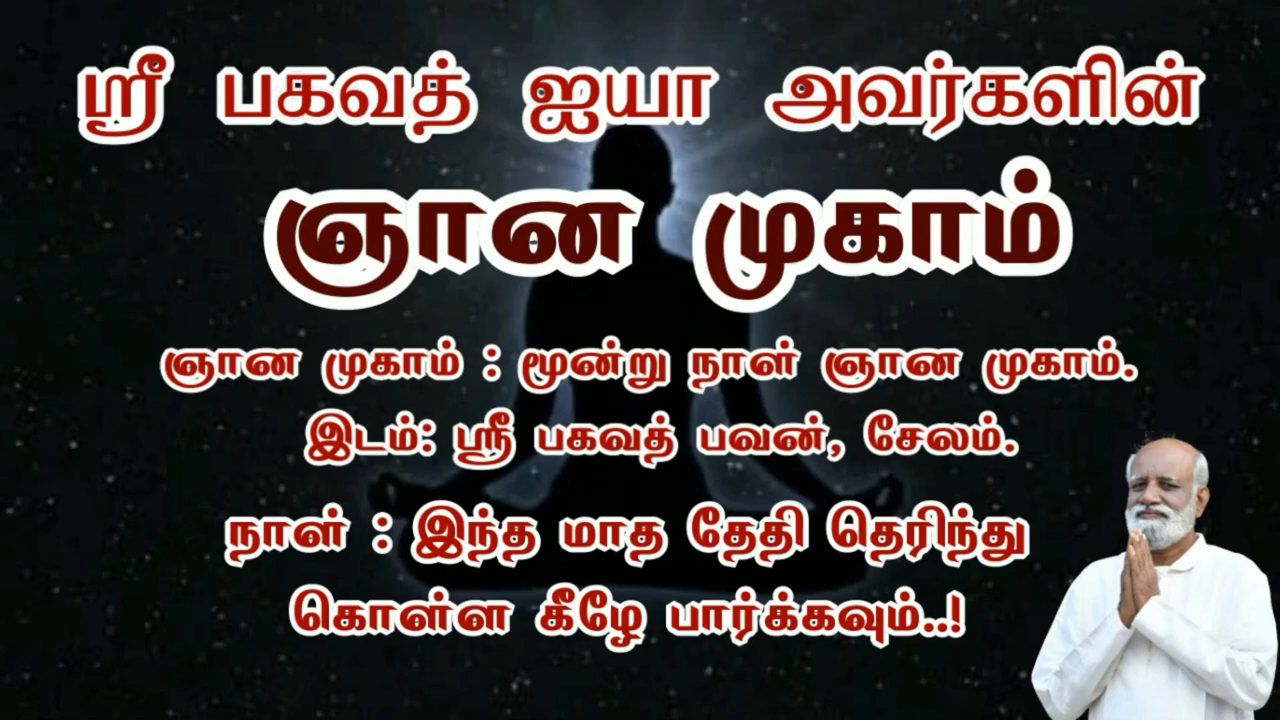 ஸ்ரீ பகவத் ஐயா அவர்களின்
ஞான முகாம்
ஞான முகாம் : மூன்று நாள் ஞான முகாம்.
இடம்: ஸ்ரீ பகவத் பவன், சேலம்.
நாள் : இந்த மாத தேதி தெரிந்து
கொள்ள கீழே பார்க்கவும்..!